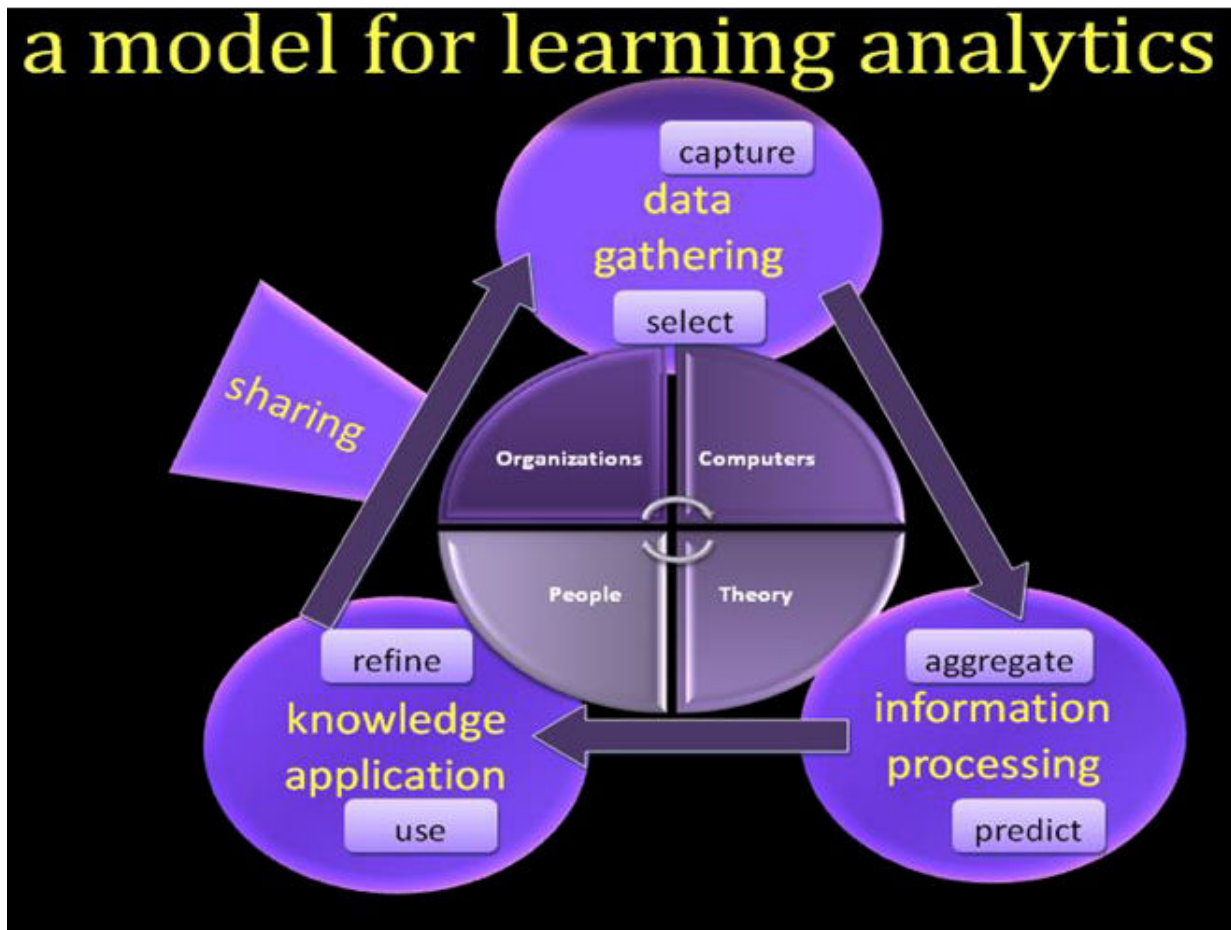 a model for learning analytics
capture
data
gathering
select
sharing
Organizations
Computers
People
Theory
refine
knowledge
application
use
aggregate
information
processing
predict